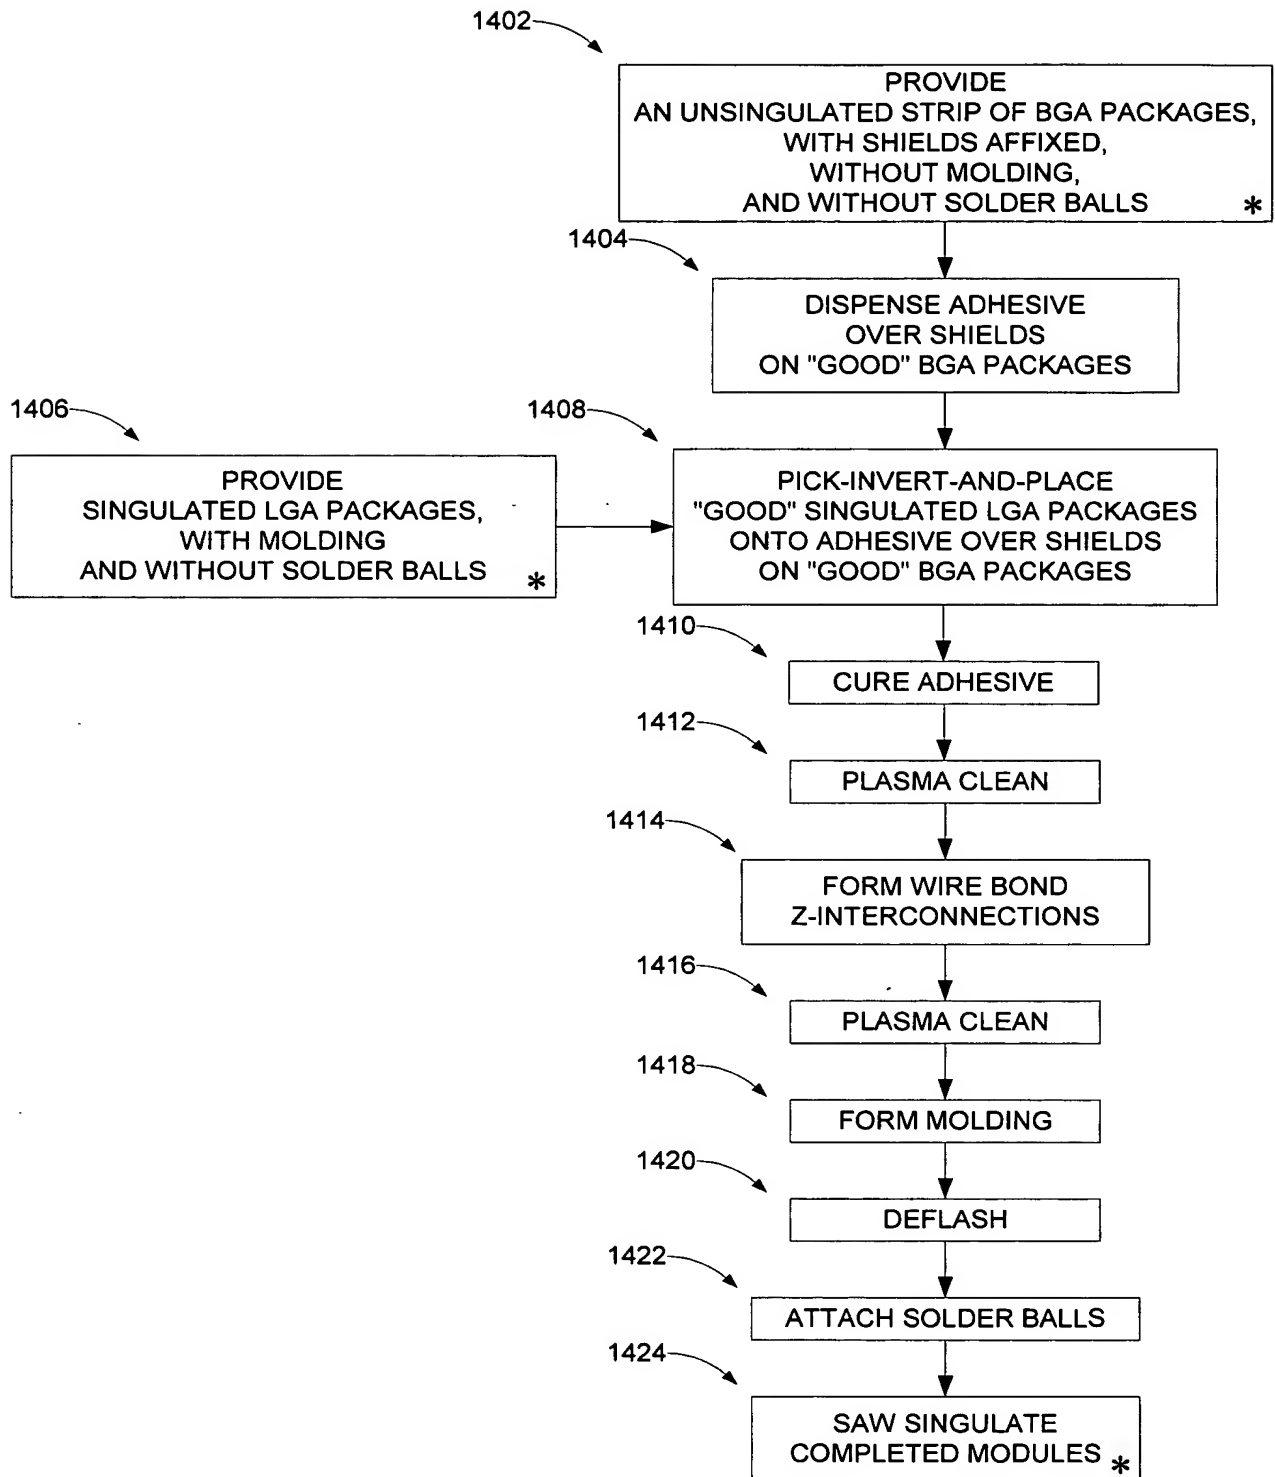 1402
PROVIDE
AN UNSINGULATED STRIP OF BGA PACKAGES,
WITH SHIELDS AFFIXED,
WITHOUT MOLDING,
AND WITHOUT SOLDER BALLS *
1404
DISPENSE ADHESIVE
OVER SHIELDS
ON "GOOD" BGA PACKAGES
1406
PROVIDE
SINGULATED LGA PACKAGES,
WITH MOLDING
AND WITHOUT SOLDER BALLS *
1408
PICK-INVERT-AND-PLACE
"GOOD" SINGULATED LGA PACKAGES
ONTO ADHESIVE OVER SHIELDS
ON "GOOD" BGA PACKAGES
1410
CURE ADHESIVE
1412
PLASMA CLEAN
1414
FORM WIRE BOND
Z-INTERCONNECTIONS
1416
PLASMA CLEAN
1418
FORM MOLDING
1420
DEFLASH
1422
ATTACH SOLDER BALLS
1424
SAW SINGULATE
COMPLETED MODULES *